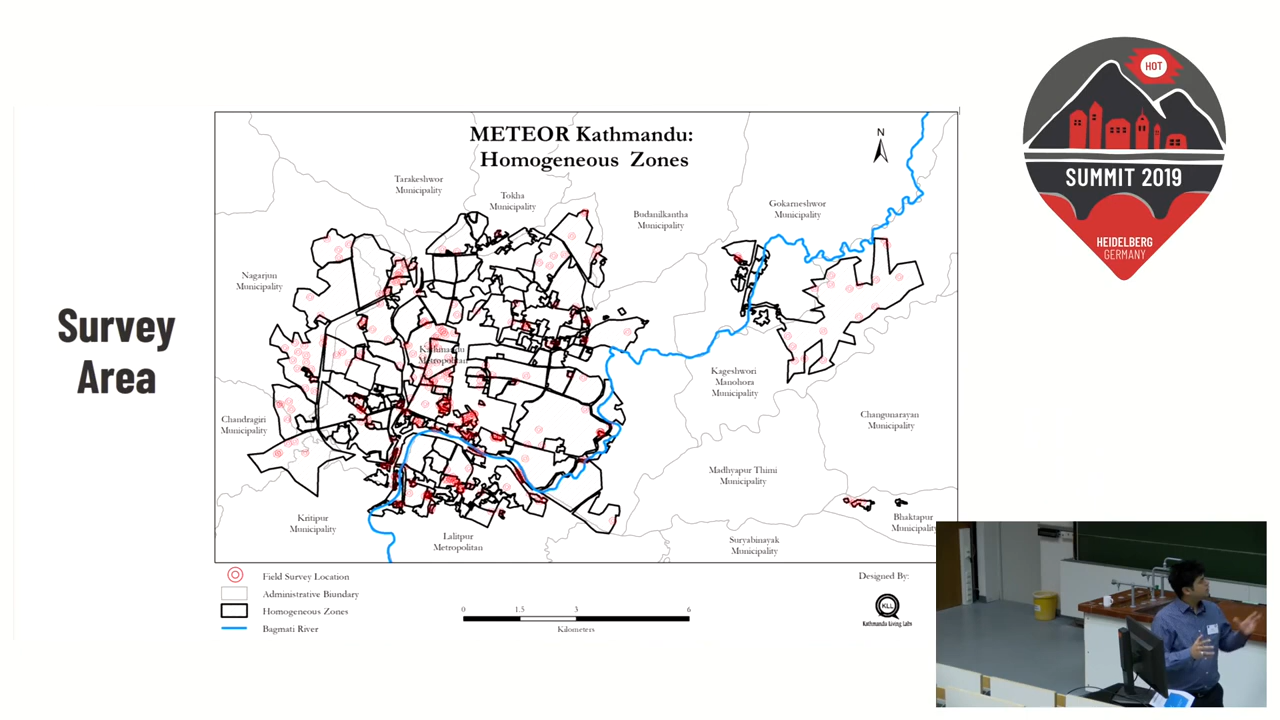 Survey
Area
METEOR Kathmandu:
Homogeneous Zones
N
Tarakeshwor
Municipality
Tokha
Municipality
Budanilkantha
Municipality
Gokarneshwor
Municipality
Nagarjun
Municipality
Kathmandu
Metropolitan
Kageshwori
Manohora
Municipality
Chandragiri
Municipality
Changunarayan
Municipality
Madhyapur Thimi
Municipality
Kritipur
Municipality
Lalitpur
Metropolitan
Suryabinayak
Municipality
Bhaktapur
Municipality
Field Survey Location
Administrative Biundary
Homogeneous Zones
Bagmati River
0 1.5 3 6
Kilometers
Designed By:
KLL
Kathmandu Living Labs
HOT
SUMMIT 2019
HEIDELBERG
GERMANY